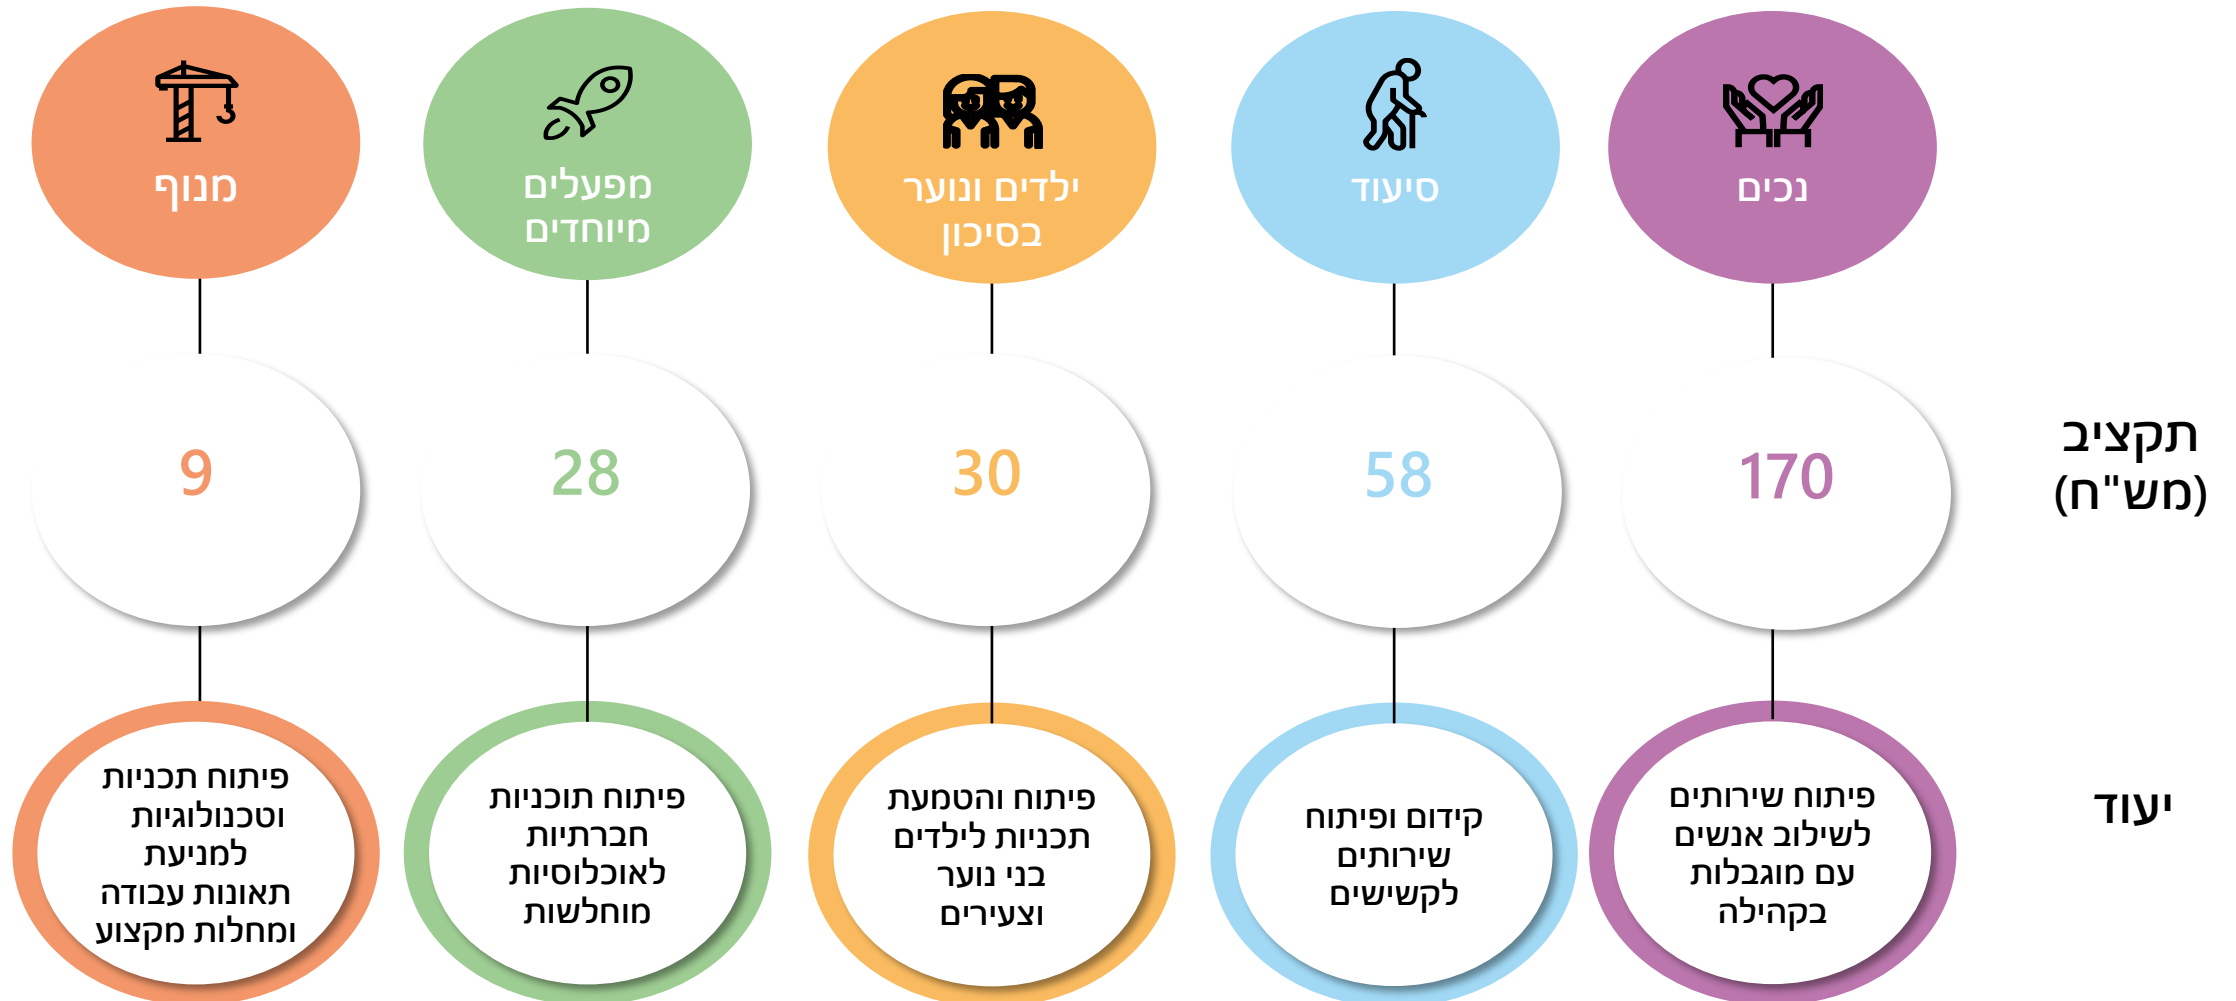 נכים
סיעוד
ילדים ונוער
בסיכון
מפעלים
מיוחדים
מנוף
תקציב
(מש"ח)
170
58
30
28
9
יעוד
פיתוח שירותים
לשילוב אנשים
עם מוגבלות
בקהילה
קידום ופיתוח
שירותים
לקשישים
פיתוח והטמעת
תכניות לילדים
בני נוער
וצעירים
פיתוח תוכניות
חברתיות
לאוכלוסיות
מוחלשות
פיתוח תכניות
וטכנולוגיות
למניעת
תאונות עבודה
ומחלות מקצוע